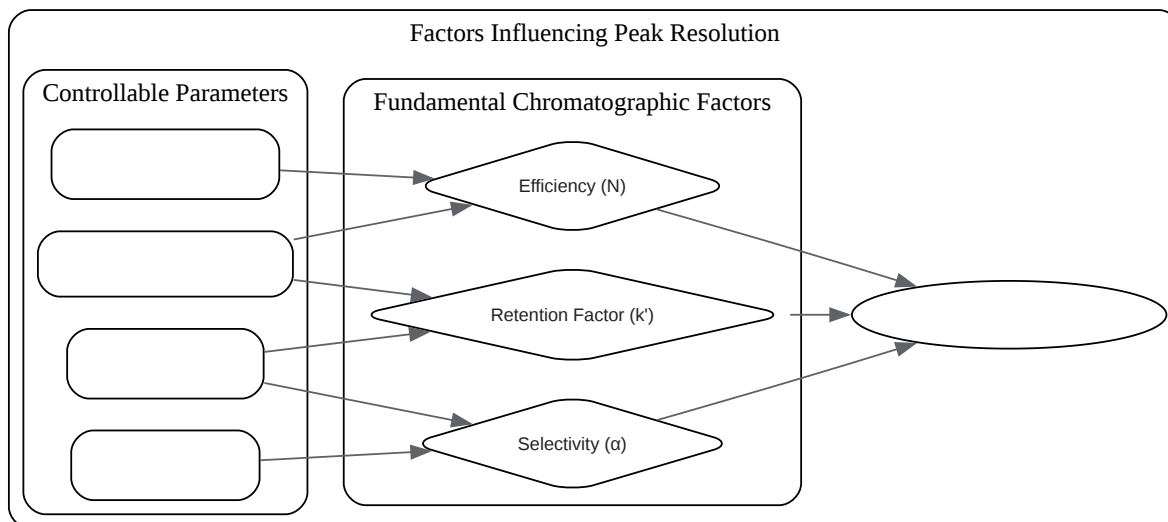 Factors Influencing Peak Resolution
Controllable Parameters
Fundamental Chromatographic Factors
Efficiency (N)
Retention Factor (k')
Selectivity (α)